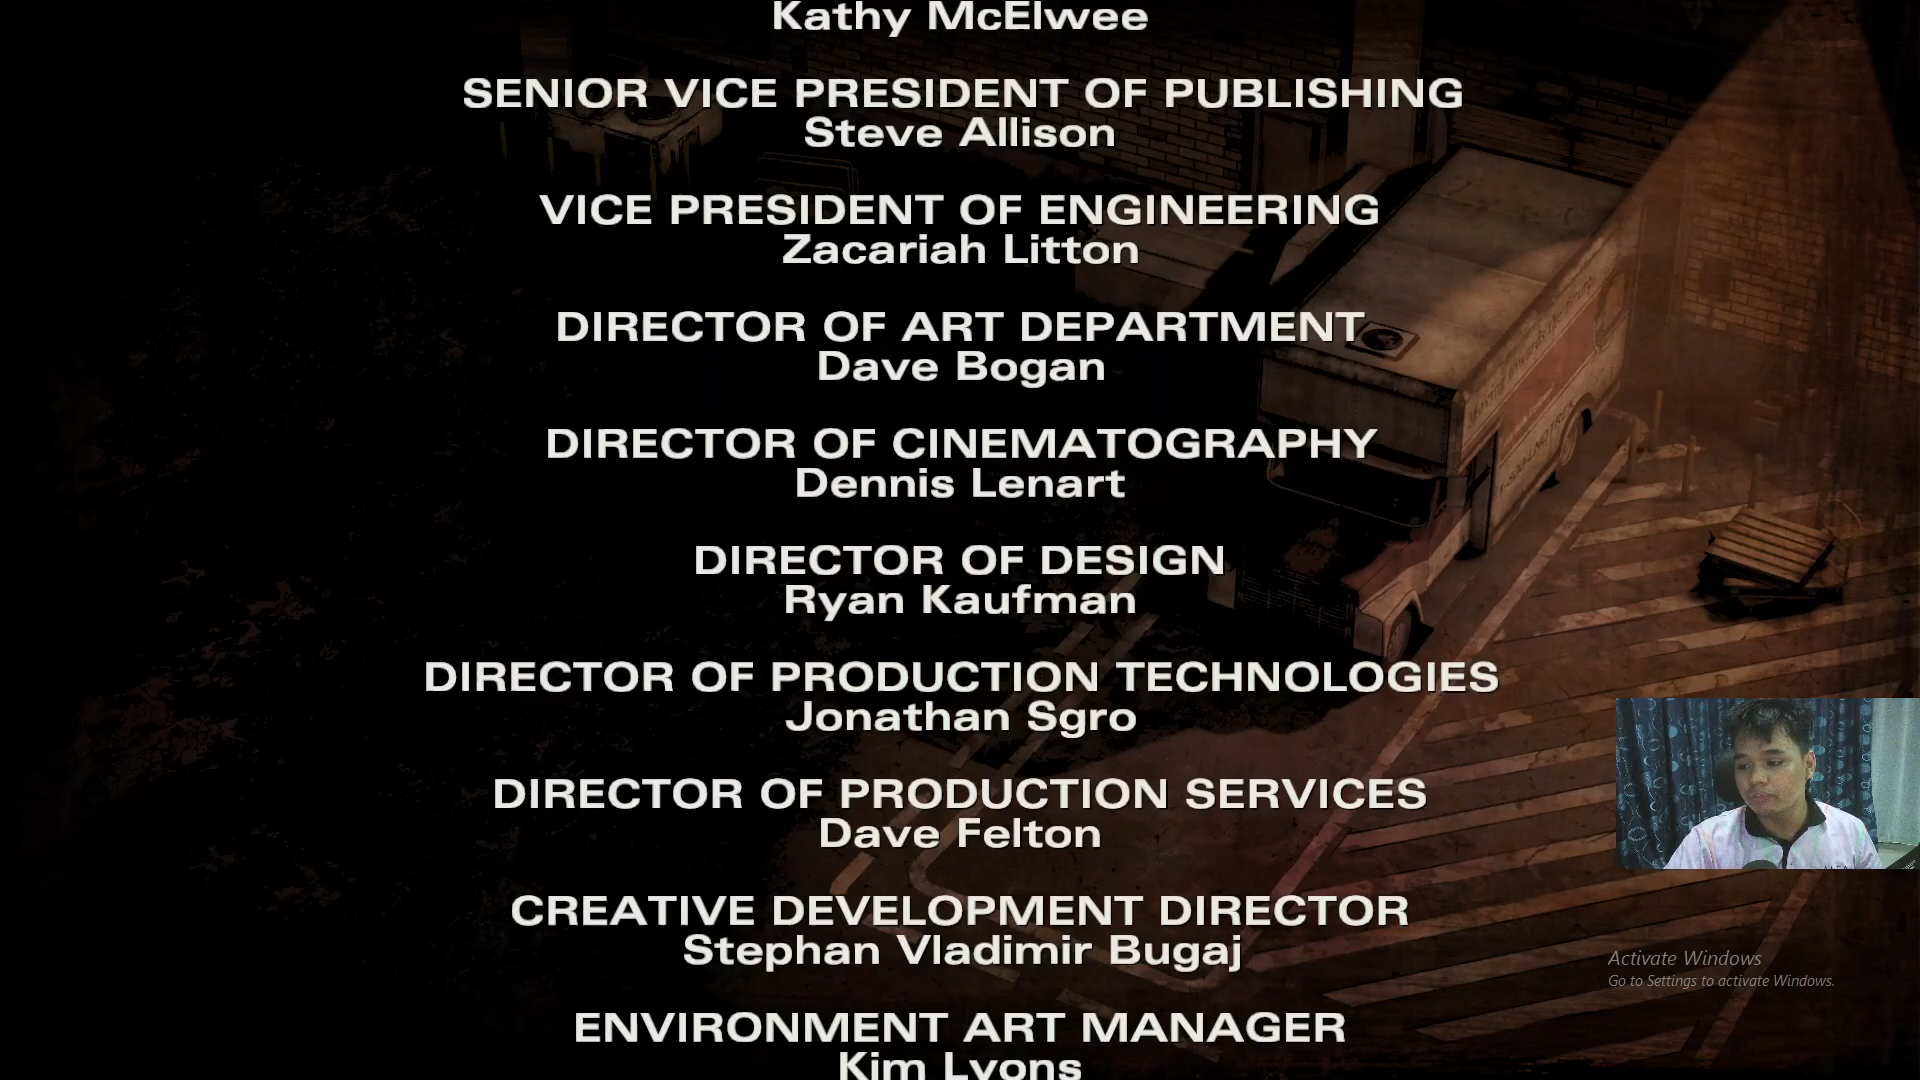 Kathy McElwee
SENIOR VICE PRESIDENT OF PUBLISHING
Steve Allison
VICE PRESIDENT OF ENGINEERING
Zacariah Litton
DIRECTOR OF ART DEPARTMENT
Dave Bogan
DIRECTOR OF CINEMATOGRAPHY
Dennis Lenart
DIRECTOR OF DESIGN
Ryan Kaufman
DIRECTOR OF PRODUCTION TECHNOLOGIES
Jonathan Sgro
DIRECTOR OF PRODUCTION SERVICES
Dave Felton
CREATIVE DEVELOPMENT DIRECTOR
Stephan Vladimir Bugaj
ENVIRONMENT ART MANAGER
Kim Lyons
Activate Windows
Go to Settings to activate Windows.